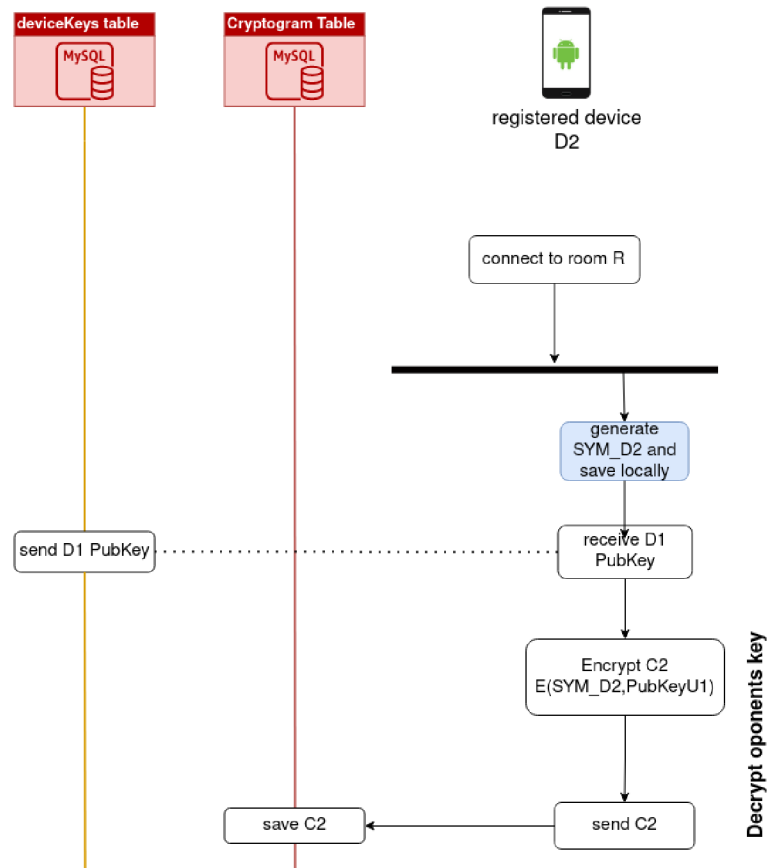 deviceKeys table
Cryptogram Table
MySQL
MySQL
registered device
D2
connect to room R
generate
SYM_D2 and
save locally
send D1 PubKey
receive D1
PubKey
Encrypt C2
E(SYM_D2,PubKeyU1)
Decrypt oponents key
save C2
send C2